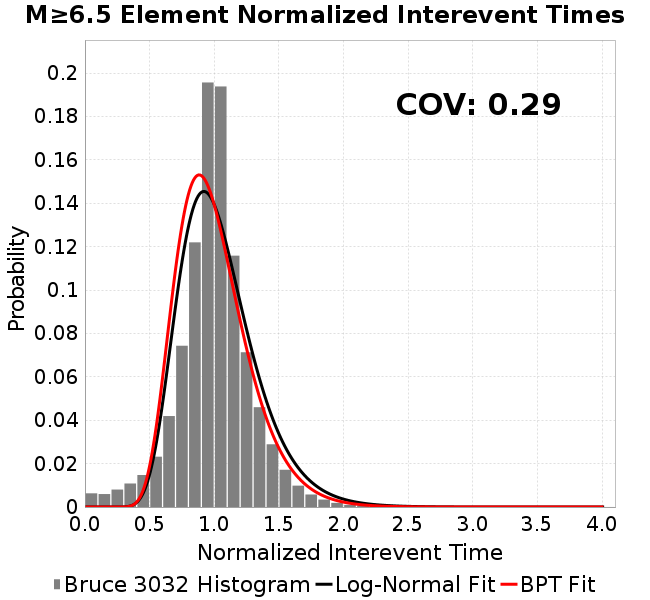 M≥6.5 Element Normalized Interevent Times
COV: 0.29
0.2
0.18
0.16
0.14
0.12
0.1
0.08
0.06
0.04
0.02
0
Probability
0.0 0.5 1.0 1.5 2.0 2.5 3.0 3.5 4.0
Normalized Interevent Time
Bruce 3032 Histogram Log-Normal Fit BPT Fit